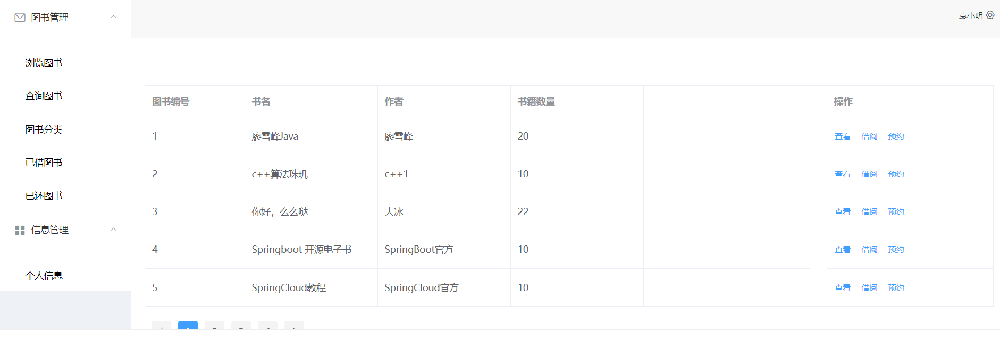 图书管理
浏览图书
查询图书
图书分类
已借图书
已还图书
信息管理
个人信息
袁小明
图书编号 书名 作者 书籍数量 操作
1 廖雪峰Java 廖雪峰 20 查看 借阅 预约
2 c++算法珠玑 c++1 10 查看 借阅 预约
3 你好，么么哒 大冰 22 查看 借阅 预约
4 Springboot 开源电子书 SpringBoot官方 10 查看 借阅 预约
5 SpringCloud教程 SpringCloud官方 10 查看 借阅 预约
1 2 3 4